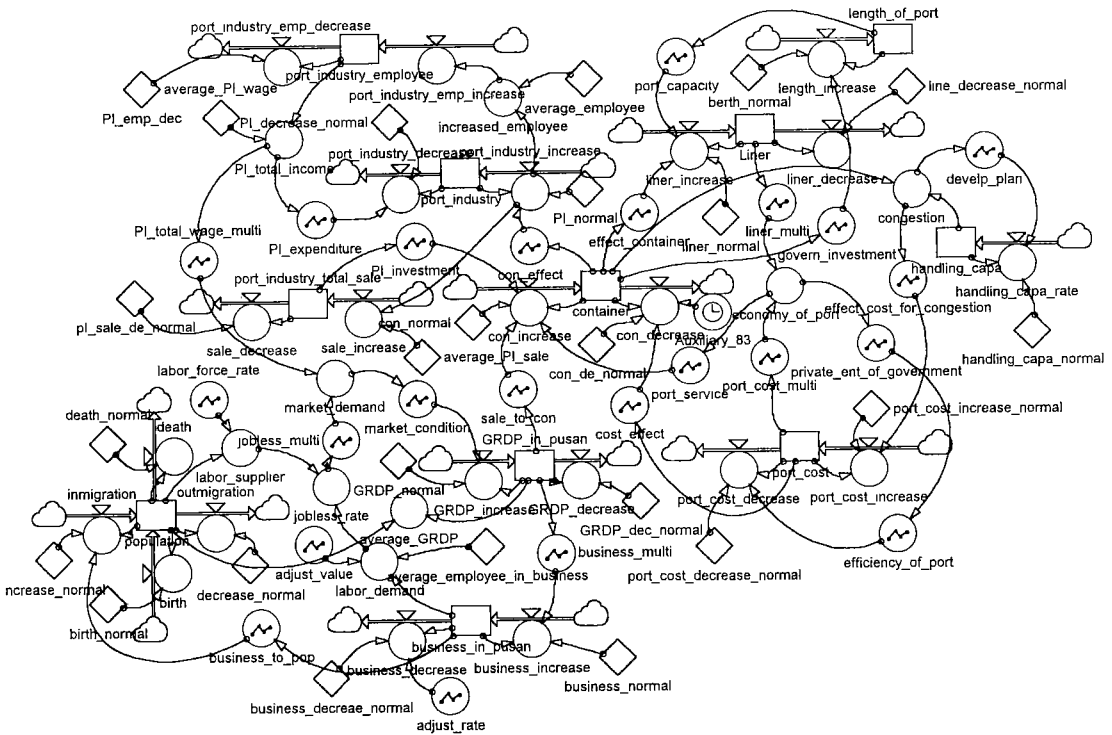 length_of_port
port_industry_emp_decrease
port_industry_employee
port_capacity
average_PI_wage
port_industry_emp_increase
average_employee
length_increase
line_decrease_normal
berth_normal
PI_emp_dec
PI_decrease_normal
increased_employee
port_industry_decrease
port_industry_increase
Liner
PI_total_income
liner_increase
liner_decrease
develp_plan
port_industry
congestion
PI_normal
PI_total_wage_multi
PI_expenditure
effect_container
liner_normal
liner_multi
govern_investment
PI_investment
con_effect
handling_capa
port_industry_total_sale
handling_capa_rate
effect_cost_for_congestion
container
economy_of_port
pl_sale_de_normal
con_normal
con_increase
con_decrease
Auxiliary_83
sale_decrease
sale_increase
average_PI_sale
handling_capa_normal
labor_force_rate
con_de_normal
private_ent_of_government
port_cost_multi
port_service
death_normal
market_demand
market_condition
sale_to_con
port_cost_increase_normal
death
jobless_multi
GRDP_in_pusan
cost_effect
labor_supplier
port_cost
inmigration
outmigration
GRDP_normal
port_cost_decrease
port_cost_increase
jobless_rate
GRDP_increase
GRDP_decrease
population
average_GRDP
GRDP_dec_normal
business_multi
adjust_value
average_employee_in_business
efficiency_of_port
port_cost_decrease_normal
ncrease_normal
birth
decrease_normal
labor_demand
birth_normal
business_in_pusan
business_to_pop
business_decrease
business_increase
business_normal
business_decreae_normal
adjust_rate